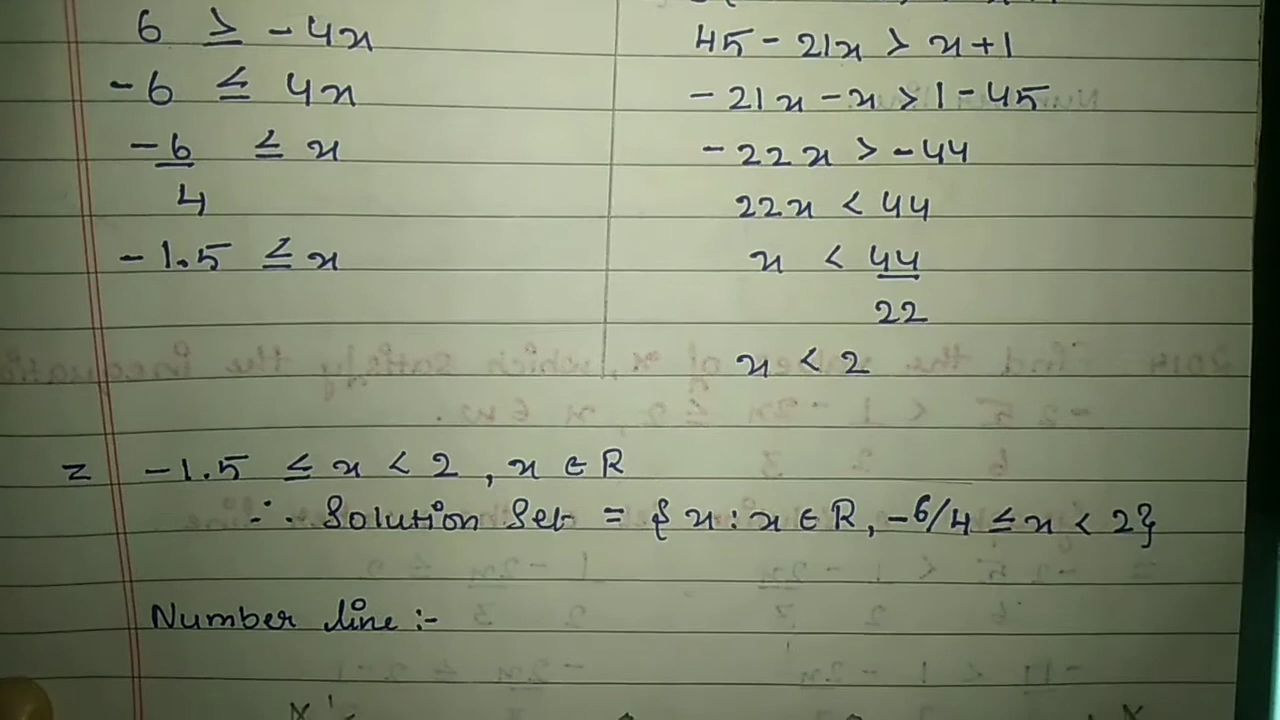 6 ≥ -4x
-6 ≤ 4x
-6/4 ≤ x
-1.5 ≤ x
45 - 21x > x + 1
-21x - x > 1 - 45
-22x > -44
22x < 44
x < 44/22
x < 2
= -1.5 ≤ x < 2, x ∈ R
∴ Solution Set = {x : x ∈ R, -6/4 ≤ x < 2}
Number line :-
X'
X